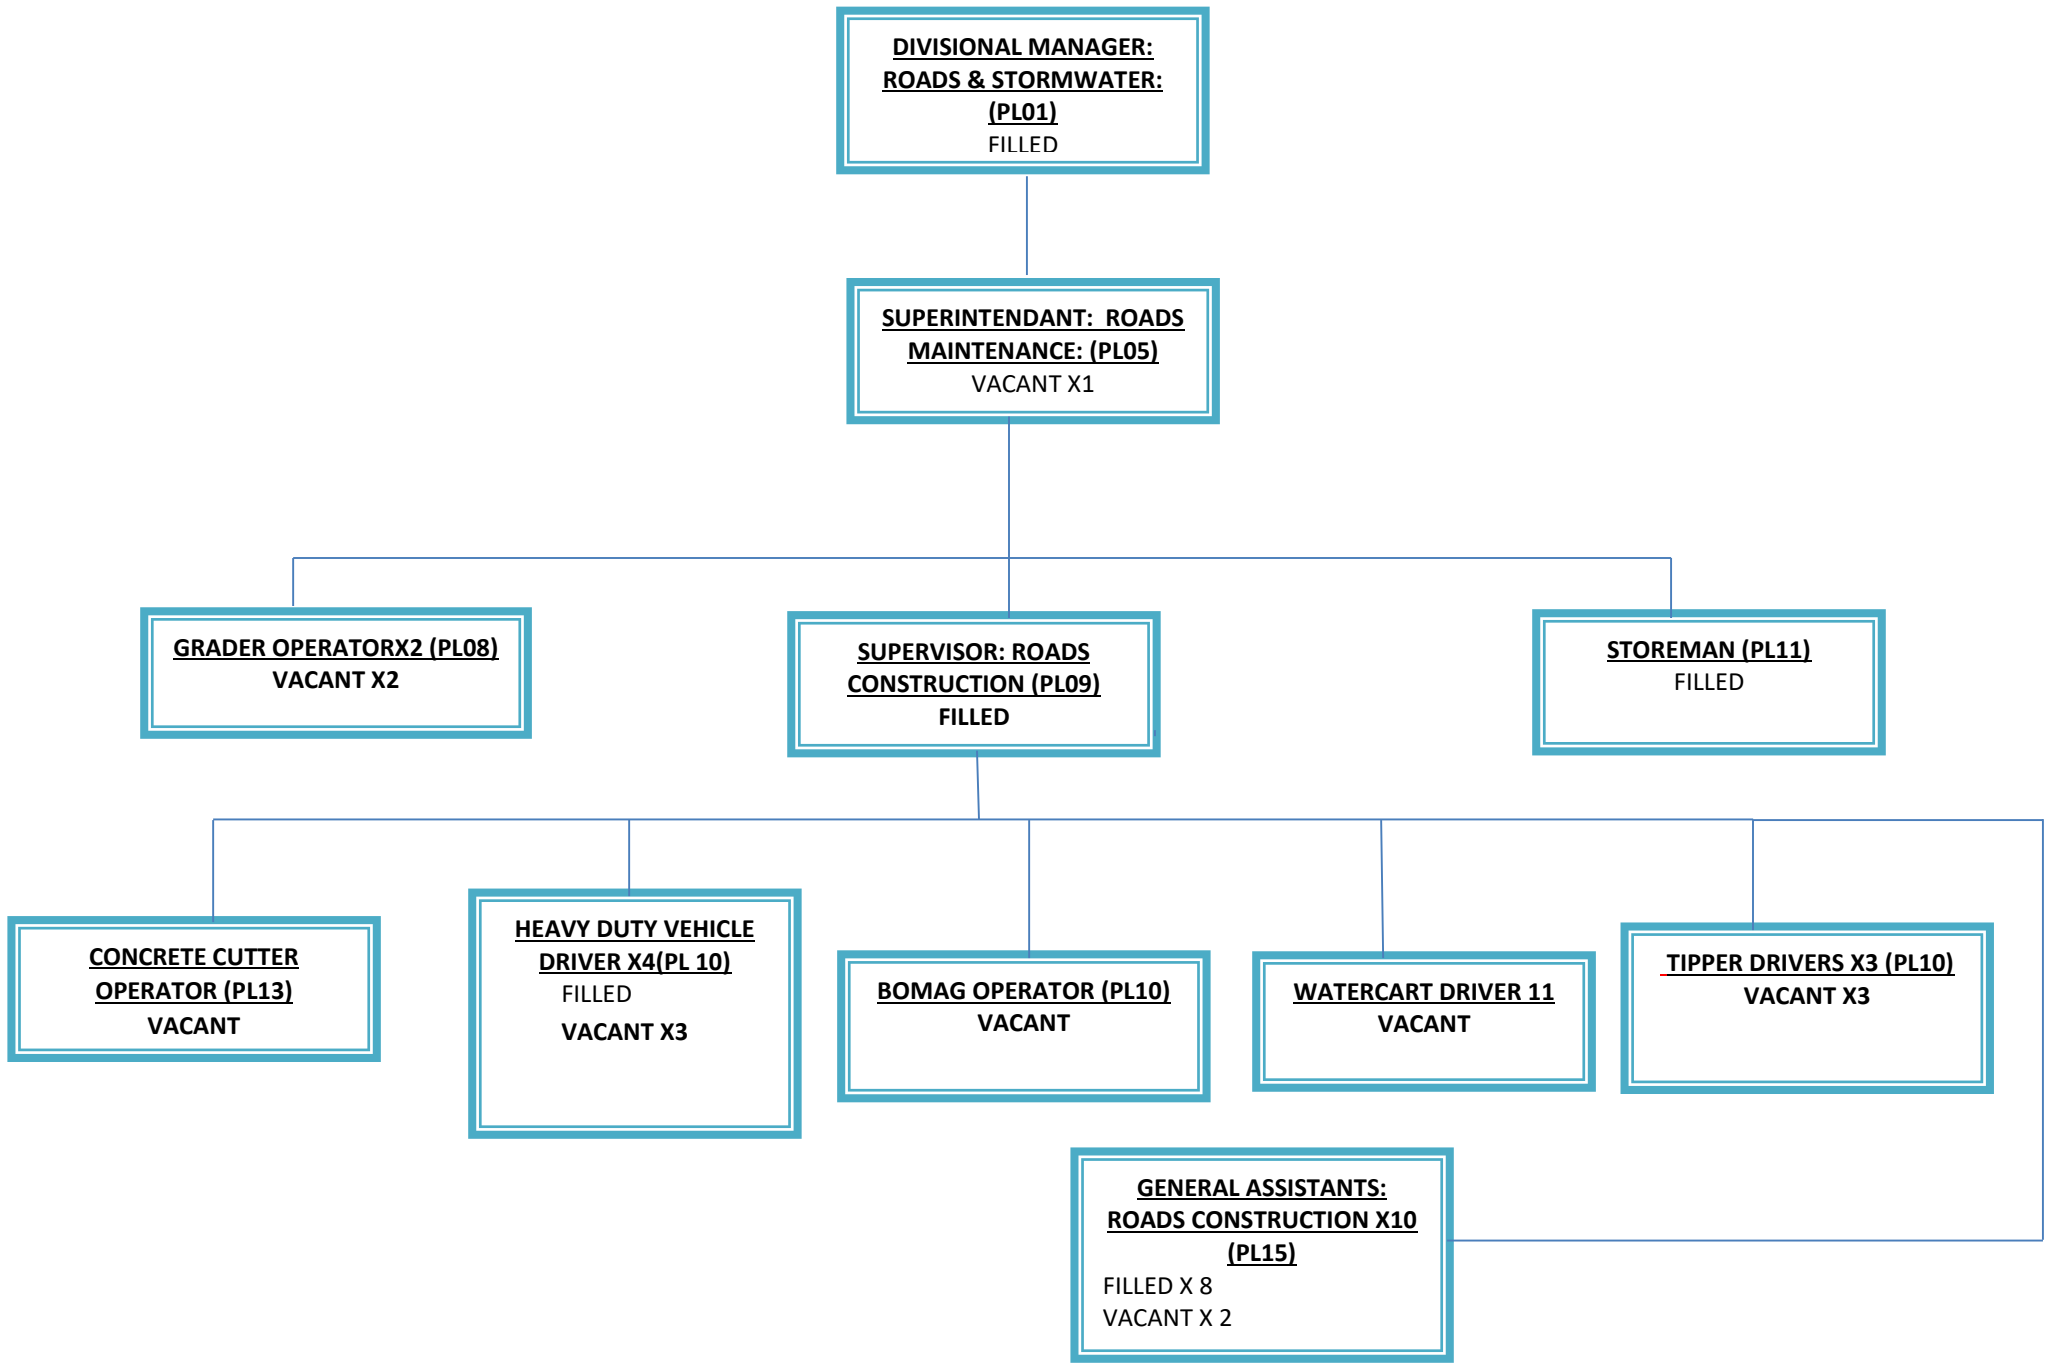 DIVISIONAL MANAGER:
ROADS & STORMWATER:
(PL01)
FILLED
SUPERINTENDANT:  ROADS
MAINTENANCE: (PL05)
VACANT X1
GRADER OPERATORX2 (PL08)
VACANT X2
SUPERVISOR: ROADS
CONSTRUCTION (PL09)
FILLED
STOREMAN (PL11)
FILLED
CONCRETE CUTTER
OPERATOR (PL13)
VACANT
HEAVY DUTY VEHICLE
DRIVER X4(PL 10)
FILLED
VACANT X3
BOMAG OPERATOR (PL10)
VACANT
WATERCART DRIVER 11
VACANT
TIPPER DRIVERS X3 (PL10)
VACANT X3
GENERAL ASSISTANTS:
ROADS CONSTRUCTION X10
(PL15)
FILLED X 8
VACANT X 2